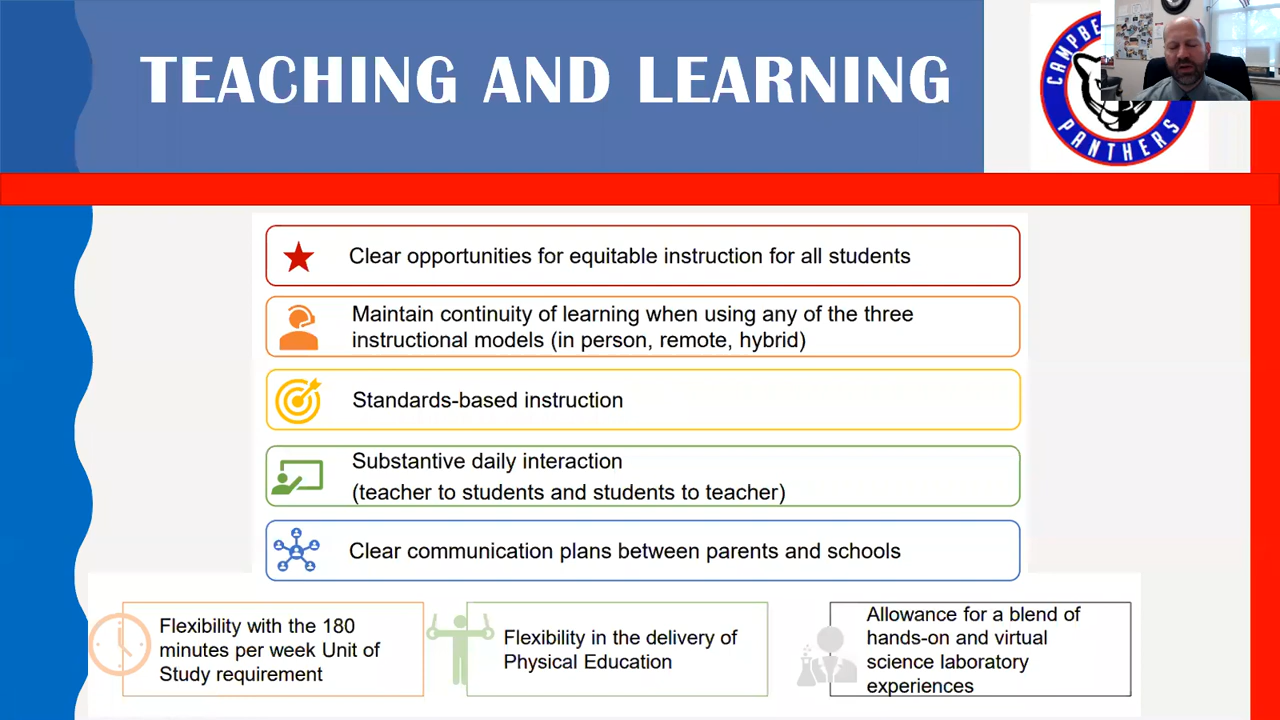 TEACHING AND LEARNING
CAMPBE
PANTHERS
Clear opportunities for equitable instruction for all students
Maintain continuity of learning when using any of the three
instructional models (in person, remote, hybrid)
Standards-based instruction
Substantive daily interaction
(teacher to students and students to teacher)
Clear communication plans between parents and schools
Flexibility with the 180
minutes per week Unit of
Study requirement
Flexibility in the delivery of
Physical Education
Allowance for a blend of
hands-on and virtual
science laboratory
experiences